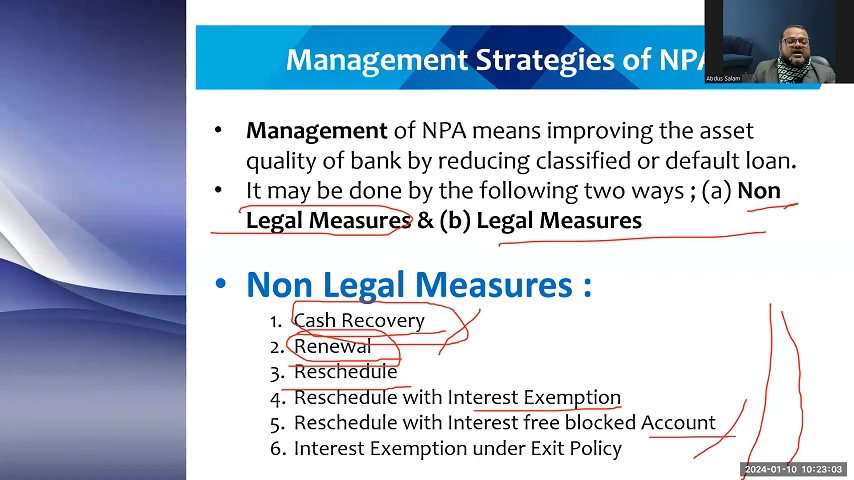 Management Strategies of NPA
Abdus Salam
• Management of NPA means improving the asset
quality of bank by reducing classified or default loan.
• It may be done by the following two ways ; (a) Non
Legal Measures & (b) Legal Measures
• Non Legal Measures :
1. Cash Recovery
2. Renewal
3. Reschedule
4. Reschedule with Interest Exemption
5. Reschedule with Interest free blocked Account
6. Interest Exemption under Exit Policy
2024-01-10 10:23:03